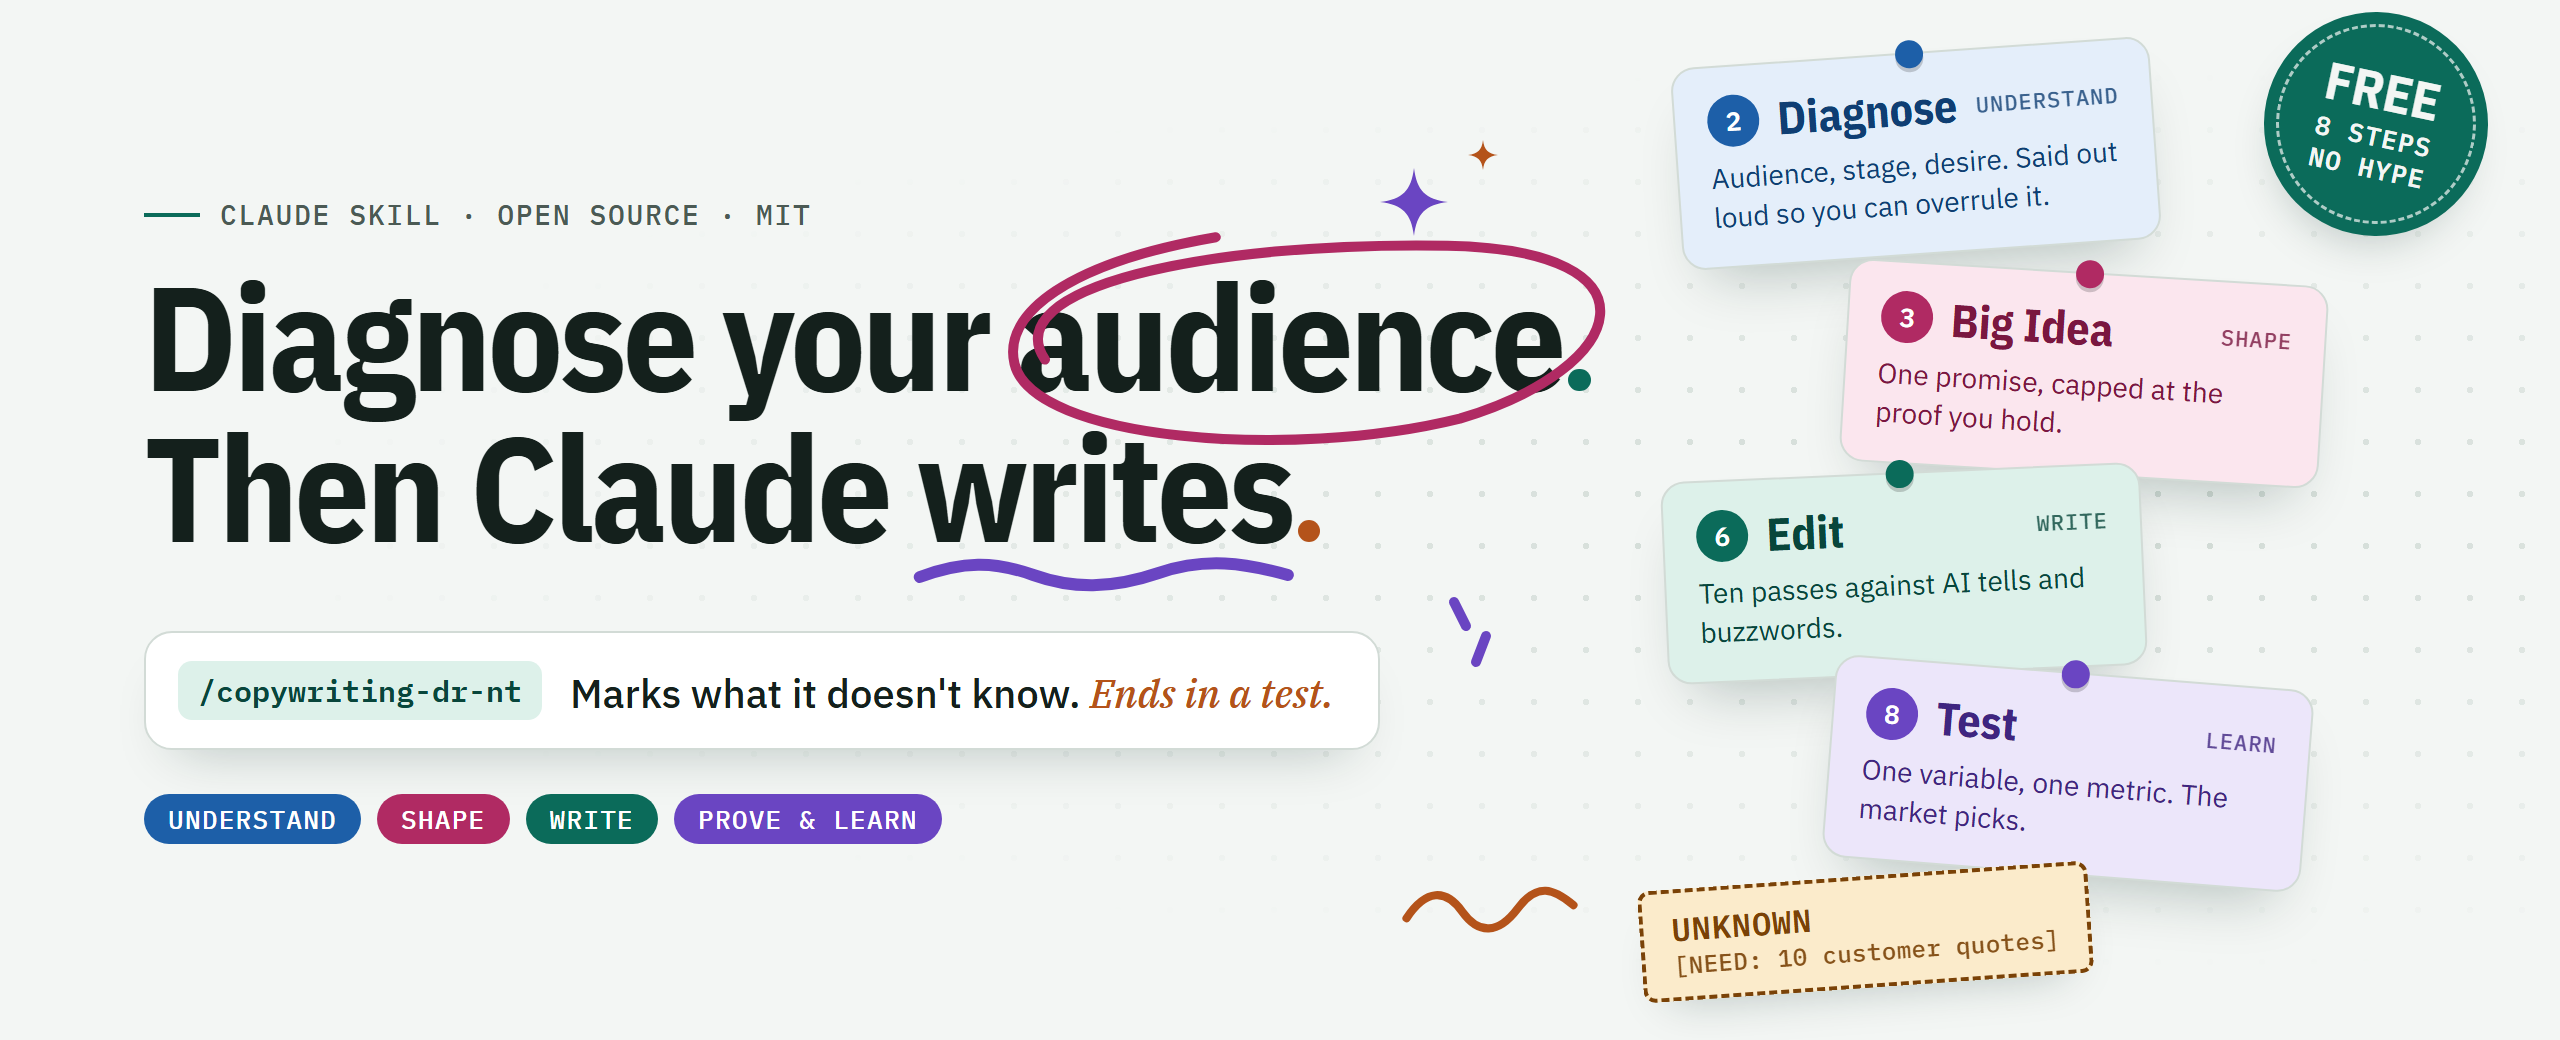 CLAUDE SKILL · OPEN SOURCE · MIT
Diagnose your audience.
Then Claude writes.
/copywriting-dr-nt Marks what it doesn't know. Ends in a test.
UNDERSTAND SHAPE WRITE PROVE & LEARN
2 Diagnose UNDERSTAND
Audience, stage, desire. Said out
loud so you can overrule it.
3 Big Idea SHAPE
One promise, capped at the
proof you hold.
6 Edit WRITE
Ten passes against AI tells and
buzzwords.
8 Test LEARN
One variable, one metric. The
market picks.
UNKNOWN
[NEED: 10 customer quotes]
FREE
8 STEPS
NO HYPE